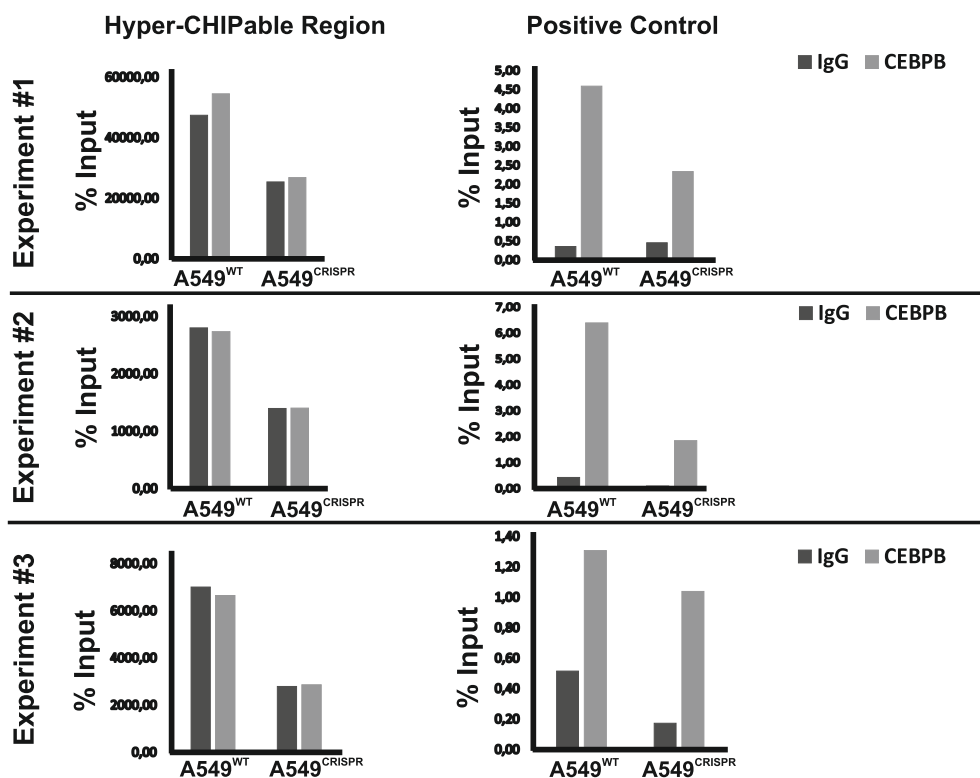 Hyper-CHIPable Region
Positive Control
Experiment #1
% Input
60000,00
40000,00
20000,00
0,00
A549WT A549CRISPR
% Input
5,00
4,50
4,00
3,50
3,00
2,50
2,00
1,50
1,00
0,50
0,00
A549WT A549CRISPR
IgG CEBPB
Experiment #2
% Input
3000,00
2000,00
1000,00
0,00
A549WT A549CRISPR
% Input
7,00
6,00
5,00
4,00
3,00
2,00
1,00
0,00
A549WT A549CRISPR
IgG CEBPB
Experiment #3
% Input
8000,00
6000,00
4000,00
2000,00
0,00
A549WT A549CRISPR
% Input
1,40
1,20
1,00
0,80
0,60
0,40
0,20
0,00
A549WT A549CRISPR
IgG CEBPB